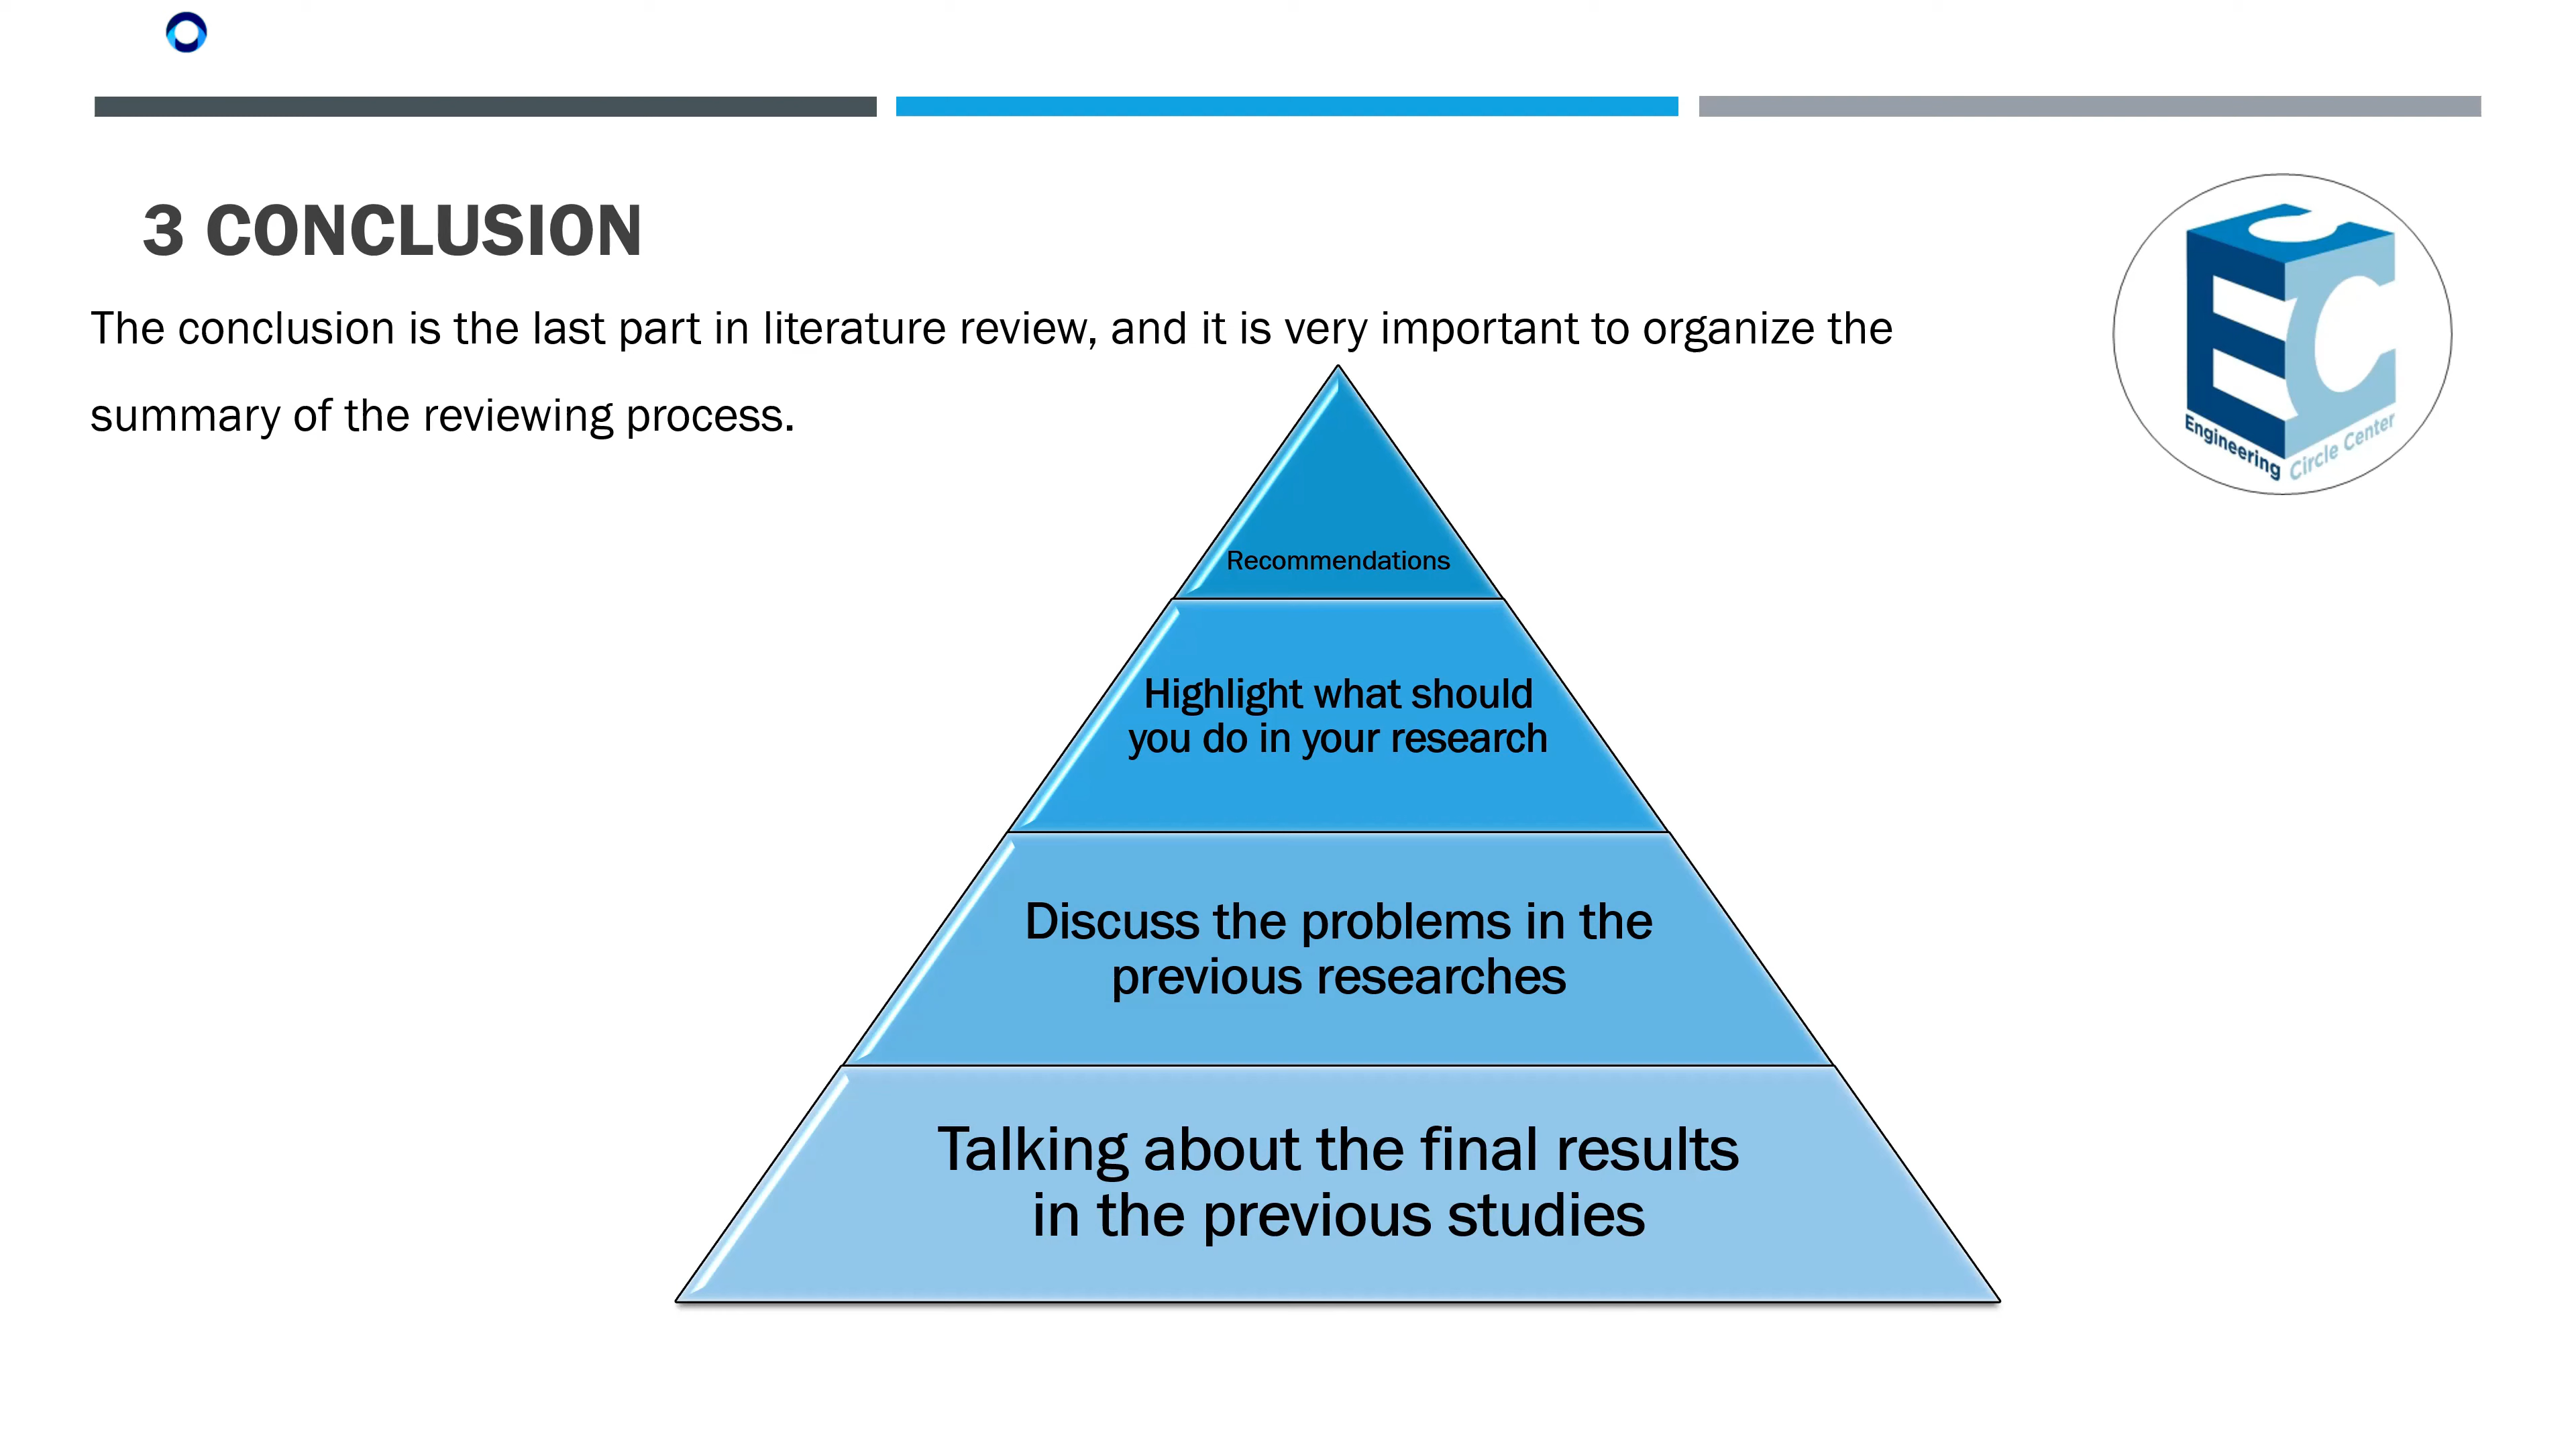 3 CONCLUSION
The conclusion is the last part in literature review, and it is very important to organize the
summary of the reviewing process.
EC
Engineering Circle Center
Recommendations
Highlight what should
you do in your research
Discuss the problems in the
previous researches
Talking about the final results
in the previous studies